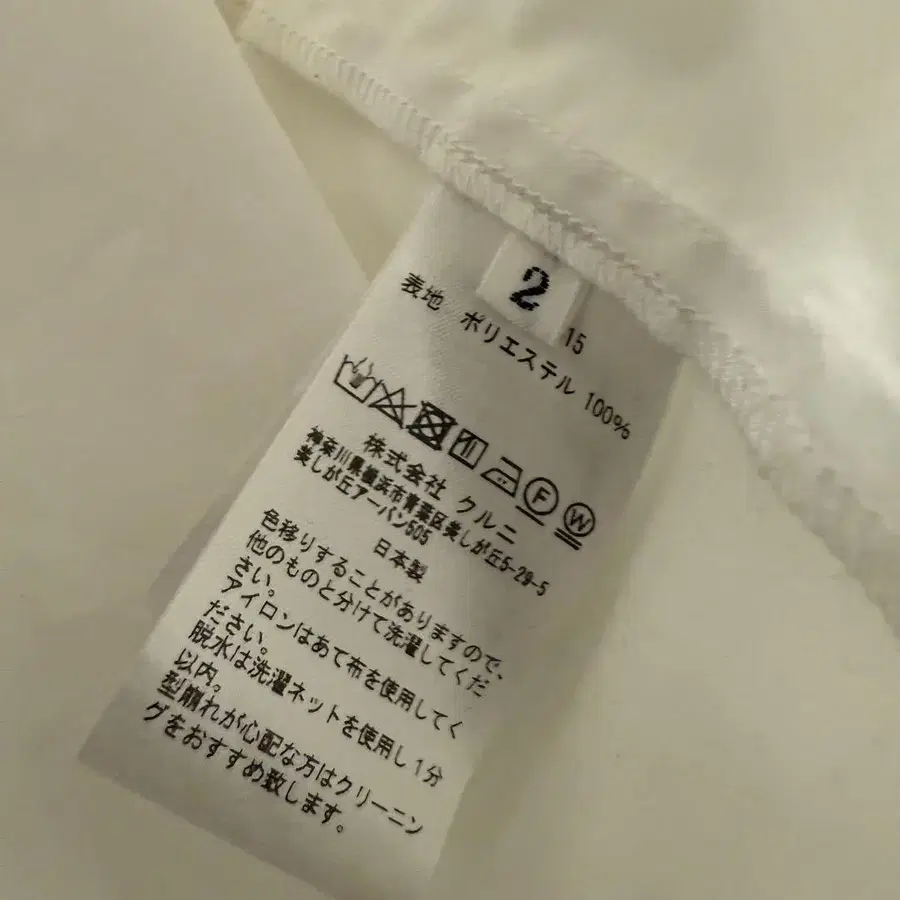 2
15
表地 ポリエステル 100%
F W
株式会社 クルニ
神奈川県横浜市青葉区美しが丘5-29-5
美しが丘アーバン505
日本製
色移りすることがありますので、
他のものと分けて洗濯してくだ
さい。
アイロンはあて布を使用してく
ださい。
脱水は洗濯ネットを使用し1分
以内。
型崩れが心配な方はクリーニン
グをおすすめ致します。